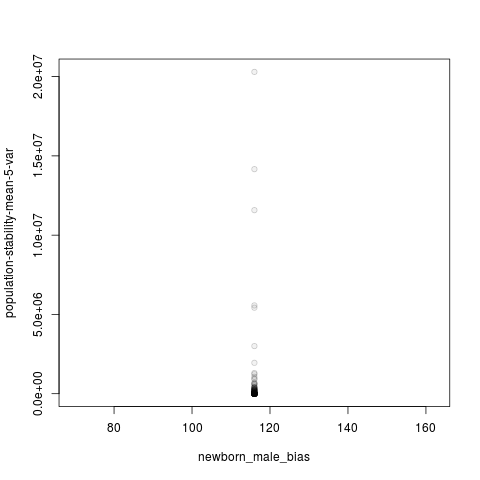 population-stability-mean-5-var
2.0e+07
1.5e+07
1.0e+07
5.0e+06
0.0e+00
80 100 120 140 160
newborn_male_bias